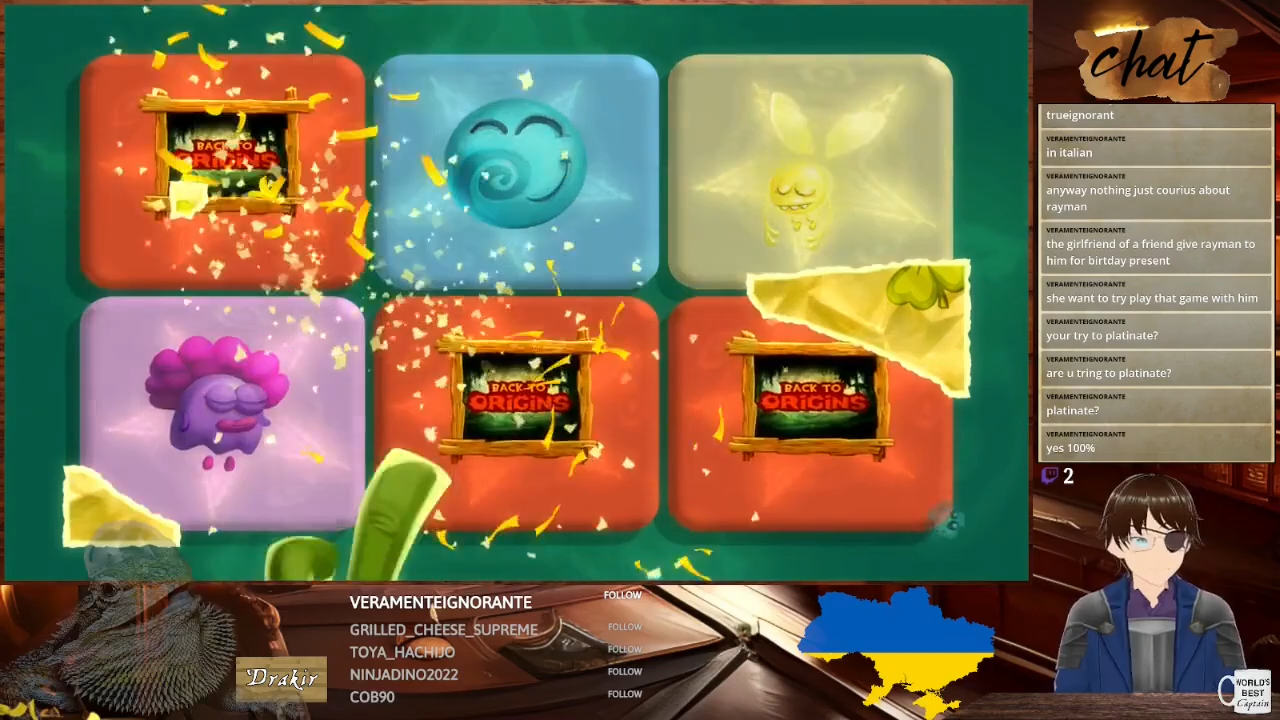 BACK TO
ORIGINS
BACK TO
ORIGINS
BACK TO
ORIGINS
chat
trueignorant
VERAMENTEIGNORANTE
in italian
VERAMENTEIGNORANTE
anyway nothing just courius about
rayman
VERAMENTEIGNORANTE
the girlfriend of a friend give rayman to
him for birtday present
VERAMENTEIGNORANTE
she want to try play that game with him
VERAMENTEIGNORANTE
your try to platinate?
VERAMENTEIGNORANTE
are u tring to platinate?
VERAMENTEIGNORANTE
platinate?
VERAMENTEIGNORANTE
yes 100%
2
Drakir
VERAMENTEIGNORANTE FOLLOW
GRILLED_CHEESE_SUPREME FOLLOW
TOYA_HACHIJO FOLLOW
NINJADINO2022 FOLLOW
COB90 FOLLOW
WORLD'S
BEST
Captain